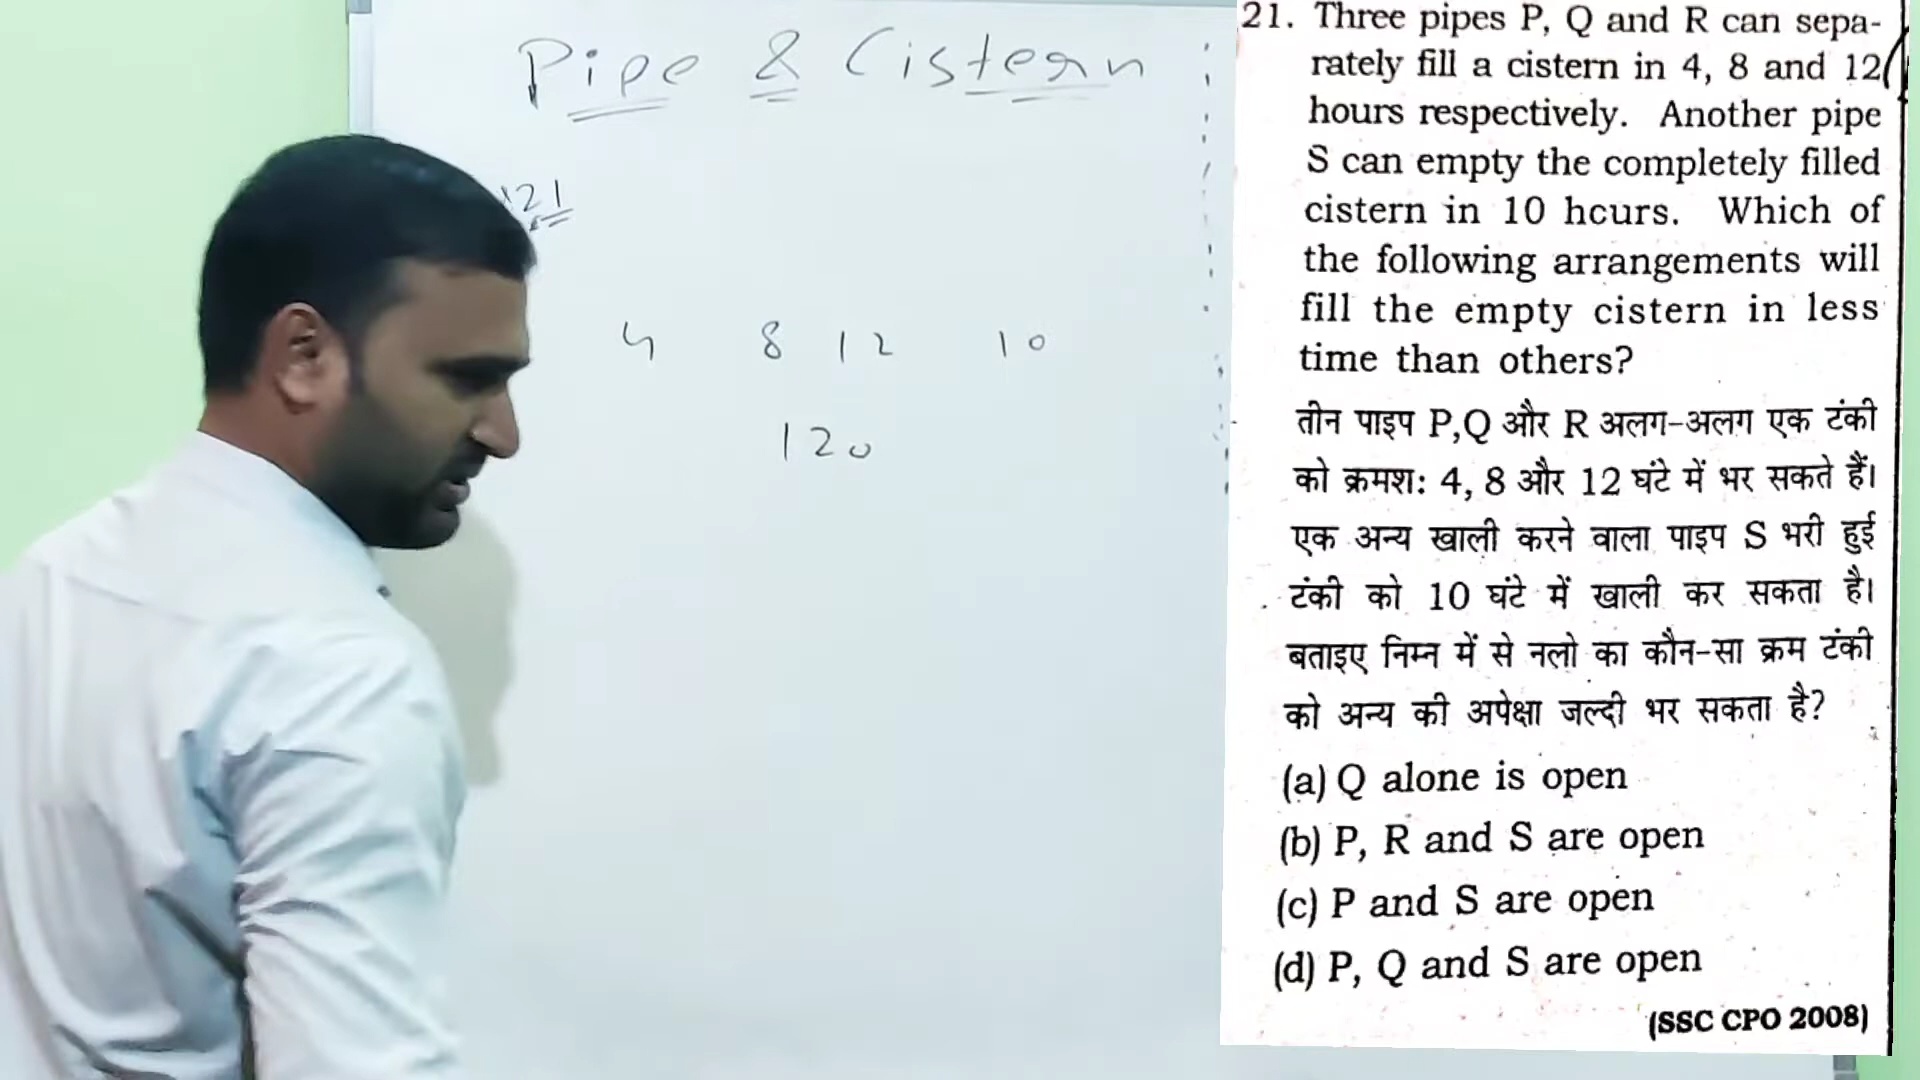 Pipe & Cistern
121
4 8 12 10
120
21. Three pipes P, Q and R can sepa-
rately fill a cistern in 4, 8 and 12
hours respectively. Another pipe
S can empty the completely filled
cistern in 10 hcurs. Which of
the following arrangements will
fill the empty cistern in less
time than others?
तीन पाइप P,Q और R अलग-अलग एक टंकी
को क्रमश: 4, 8 और 12 घंटे में भर सकते हैं।
एक अन्य खाली करने वाला पाइप S भरी हुई
टंकी को 10 घंटे में खाली कर सकता है।
बताइए निम्न में से नलो का कौन-सा क्रम टंकी
को अन्य की अपेक्षा जल्दी भर सकता है?
(a) Q alone is open
(b) P, R and S are open
(c) P and S are open
(d) P, Q and S are open
(SSC CPO 2008)